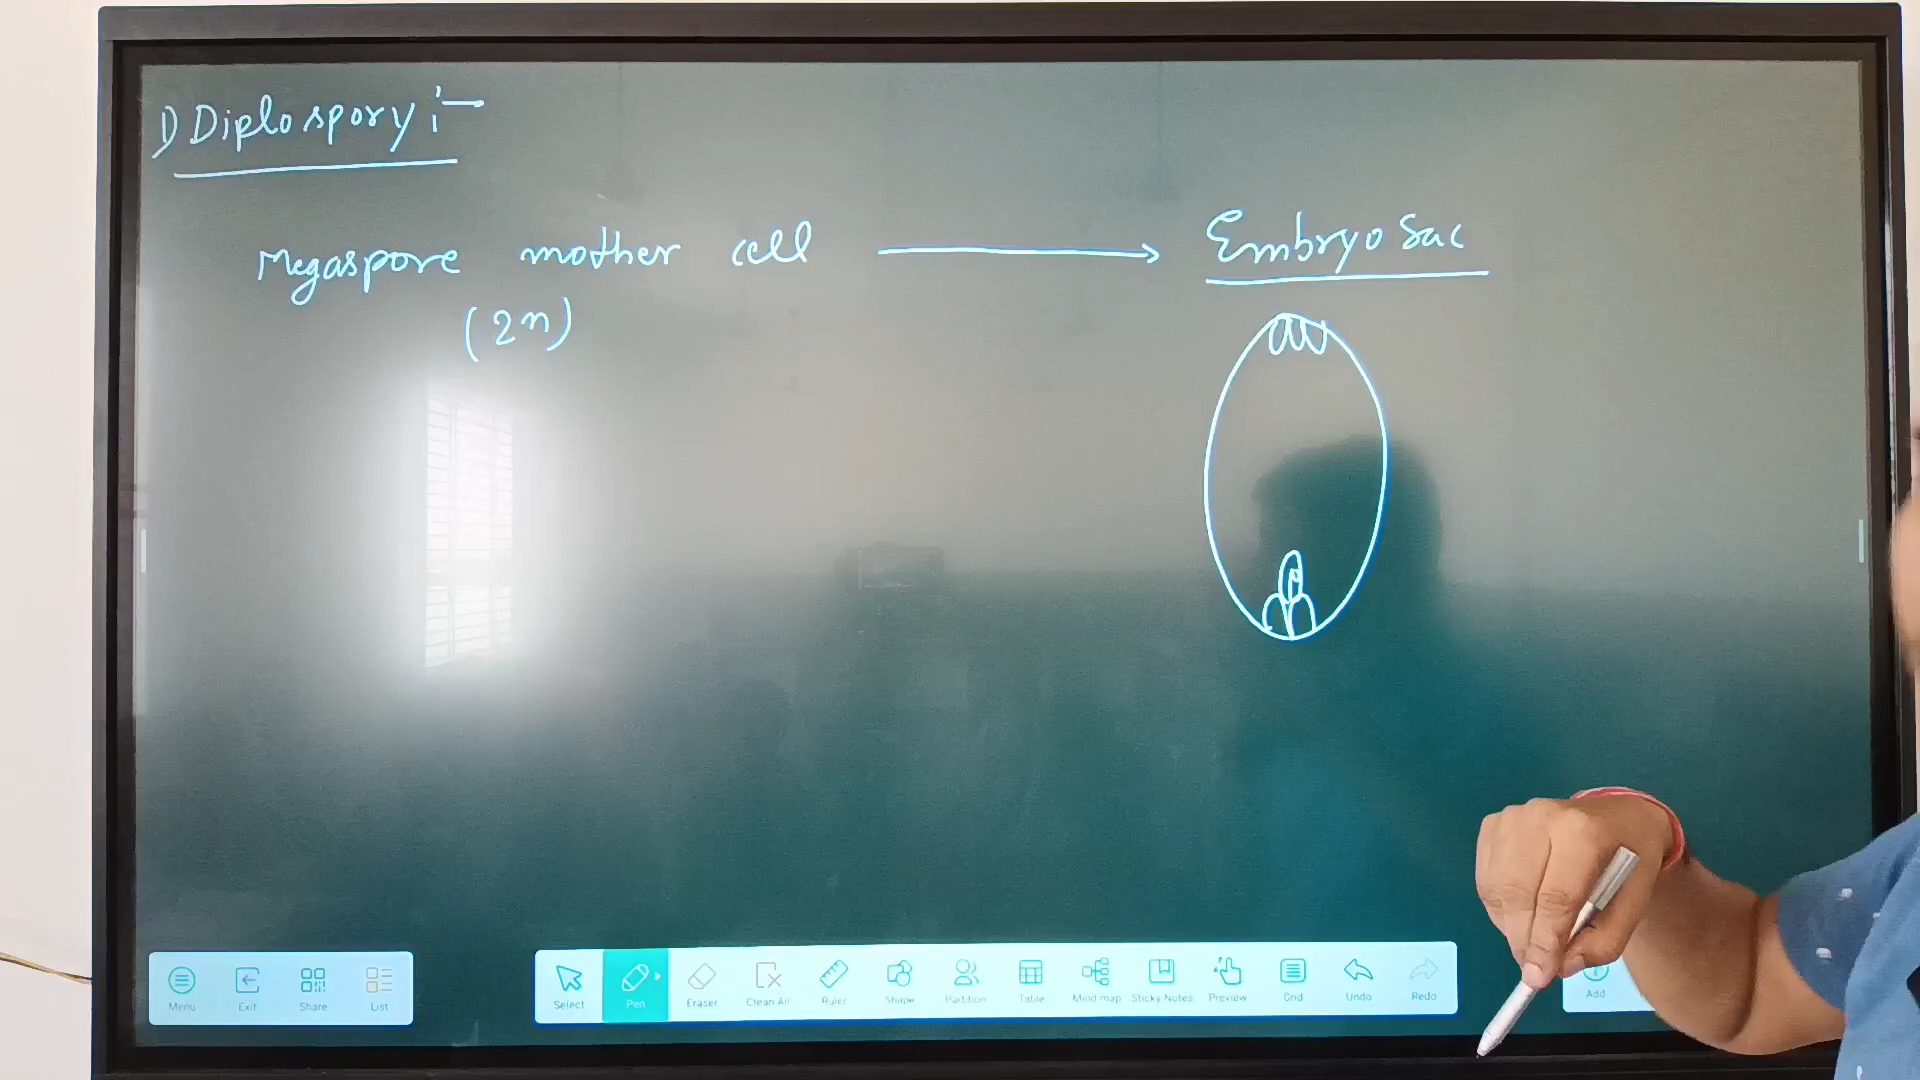 1) Diplospory :-
Megaspore mother cell → Embryo Sac
(2n)
Menu Exit Share List Select Pen Eraser Clean All Ruler Shape Partition Table Mind map Sticky Notes Preview Grid Undo Redo Add